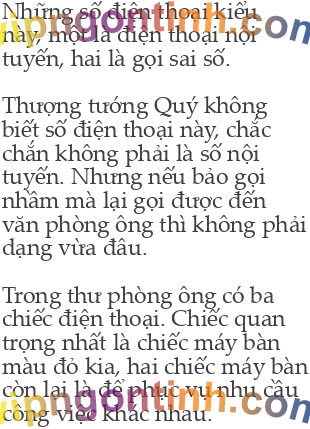 Những số điện thoại kiểu
này, một là điện thoại nội
tuyến, hai là gọi sai số.
Thượng tướng Quý không
biết số điện thoại này, chắc
chắn không phải là số nội
tuyến. Nhưng nếu bảo gọi
nhầm mà lại gọi được đến
văn phòng ông thì không phải
dạng vừa đâu.
Trong thư phòng ông có ba
chiếc điện thoại. Chiếc quan
trọng nhất là chiếc máy bàn
màu đỏ kia, hai chiếc máy bàn
còn lại là để phục vụ nhu cầu
công việc khác nhau.
vipngontinh.com
vipngontinh.com